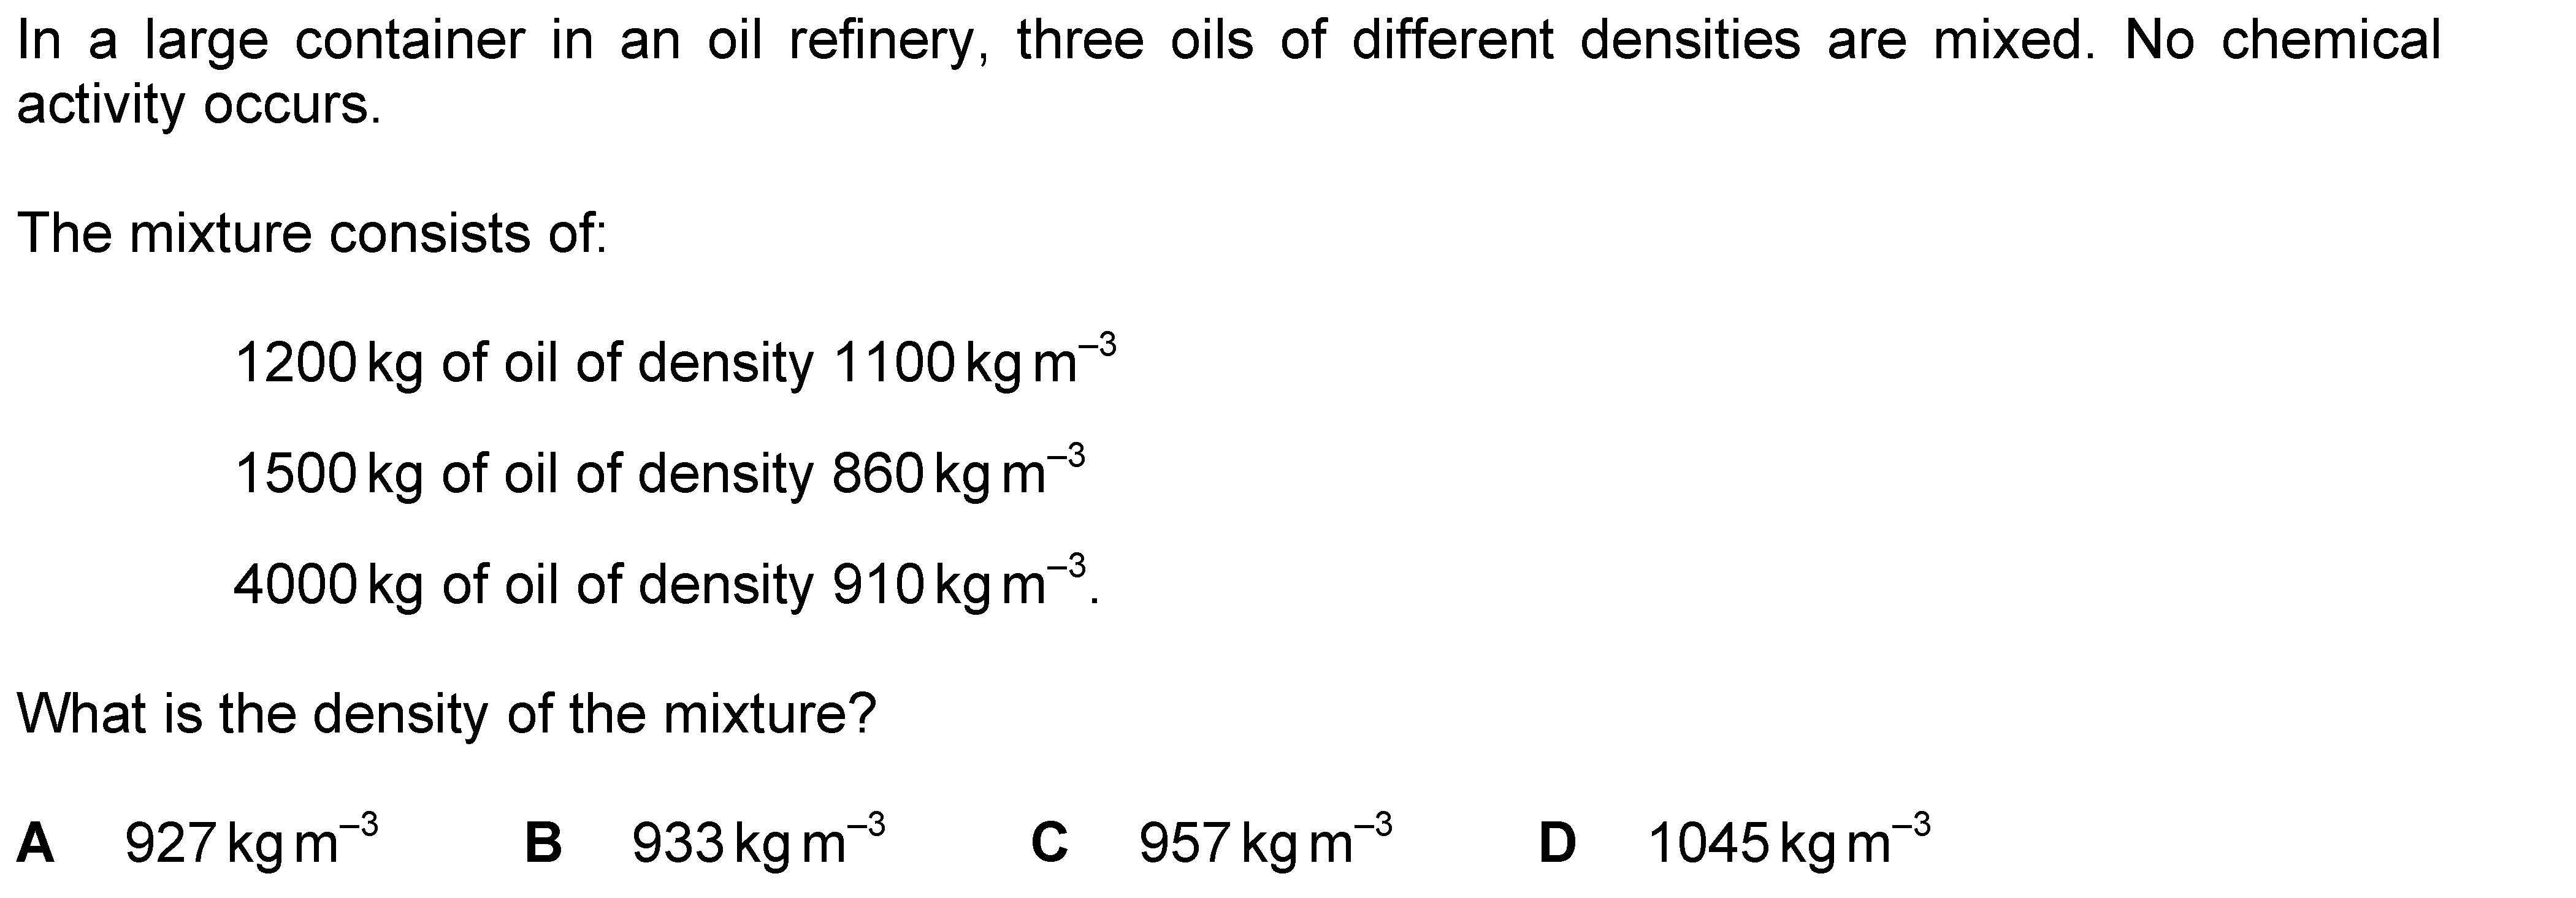 In a large container in an oil refinery, three oils of different densities are mixed. No chemical
activity occurs.
The mixture consists of:
1200 kg of oil of density 1100 kg m⁻³
1500 kg of oil of density 860 kg m⁻³
4000 kg of oil of density 910 kg m⁻³.
What is the density of the mixture?
A 927 kg m⁻³ B 933 kg m⁻³ C 957 kg m⁻³ D 1045 kg m⁻³